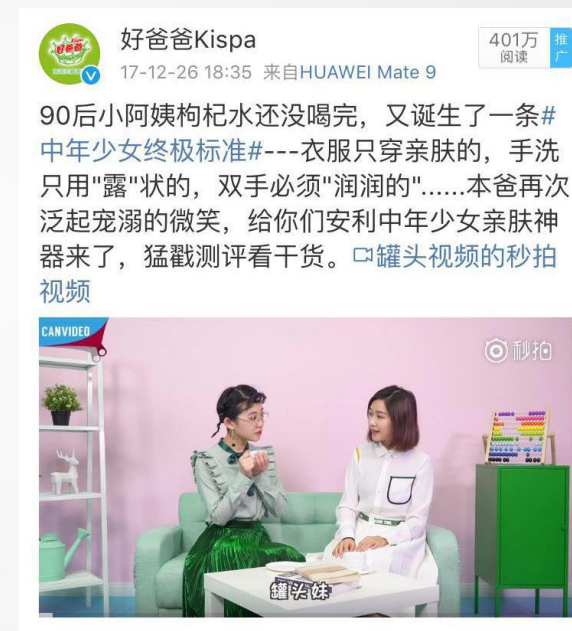 好爸爸Kispa
401万
阅读
推
广
17-12-26 18:35 来自HUAWEI Mate 9
90后小阿姨枸杞水还没喝完，又诞生了一条#
中年少女终极标准#---衣服只穿亲肤的，手洗
只用"露"状的，双手必须"润润的"......本爸再次
泛起宠溺的微笑，给你们安利中年少女亲肤神
器来了，猛戳测评看干货。罐头视频的秒拍
视频
CANVIDEO
秒拍
罐头妹